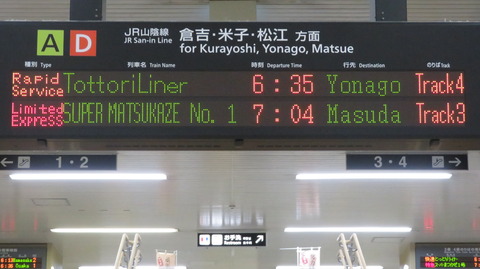 A D JR山陰線 倉吉・米子・松江 方面
JR San-in Line for Kurayoshi, Yonago, Matsue
種別 Type 列車名 Train Name 時刻 Departure Time 行先 Destination のりば Track
Rapid Service TottoriLiner 6:35 Yonago Track4
Limited Express SUPER MATSUKAZE No. 1 7:04 Masuda Track3
← 1・2 3・4 →